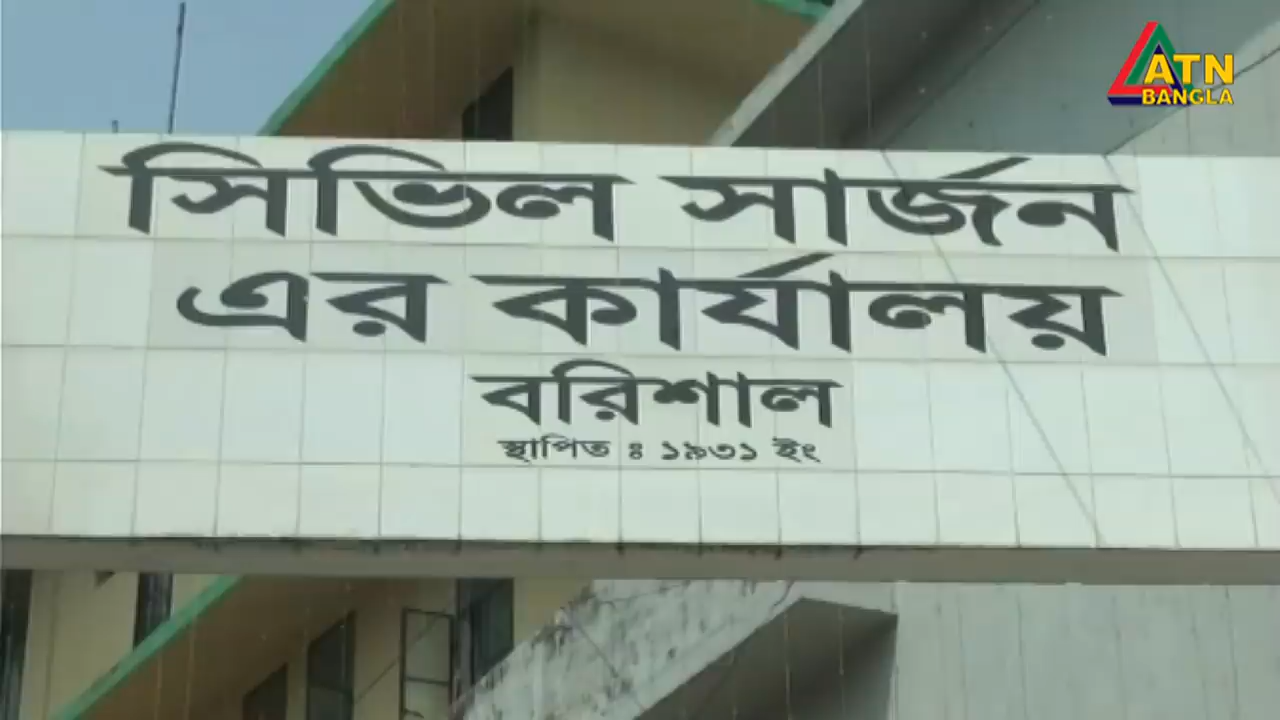 ATN
BANGLA
সিভিল সার্জন
এর কার্যালয়
বরিশাল
স্থাপিত ঃ ১৯৩১ ইং